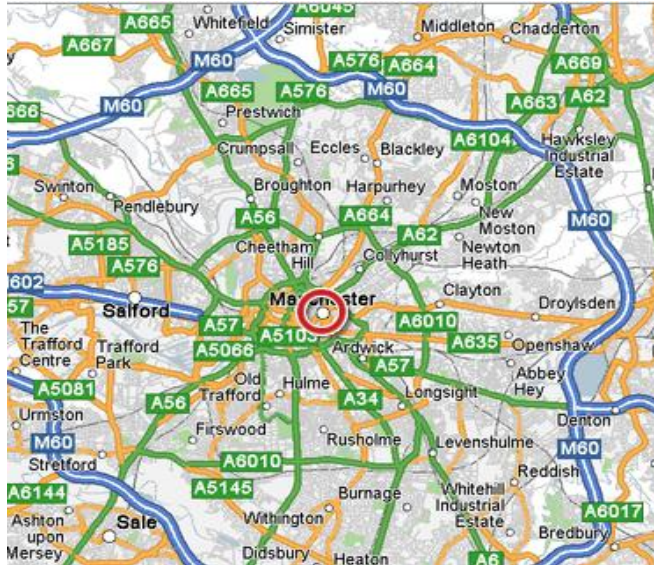 A6045
A665
Whitefield
Simister
Middleton
Chadderton
A667
M60
A576
A664
A669
A665
A576
M60
A663
A62
M60
Prestwich
A6104
Hawksley
Industrial
Estate
Crumpsall
Eccles
Blackley
Swinton
Pendlebury
Broughton
Harpurhey
Moston
A56
A664
New
Moston
M60
A5185
A62
Cheetham
Hill
Newton
Heath
A576
Collyhurst
Salford
Manchester
Clayton
Droylsden
The
Trafford
Centre
Trafford
Park
A57
A5103
A6010
A5066
A635
Openshaw
Ardwick
A57
Abbey
Hey
A5081
A56
Old
Trafford
Hulme
A34
Longsight
Urmston
Denton
M60
Firswood
Rusholme
Levenshulme
M60
Stretford
A6010
Reddish
A6144
A5145
Burnage
Whitehill
Industrial
Estate
A6017
Ashton
upon
Mersey
Sale
Withington
Bredbury
Didsbury
Heaton
A6